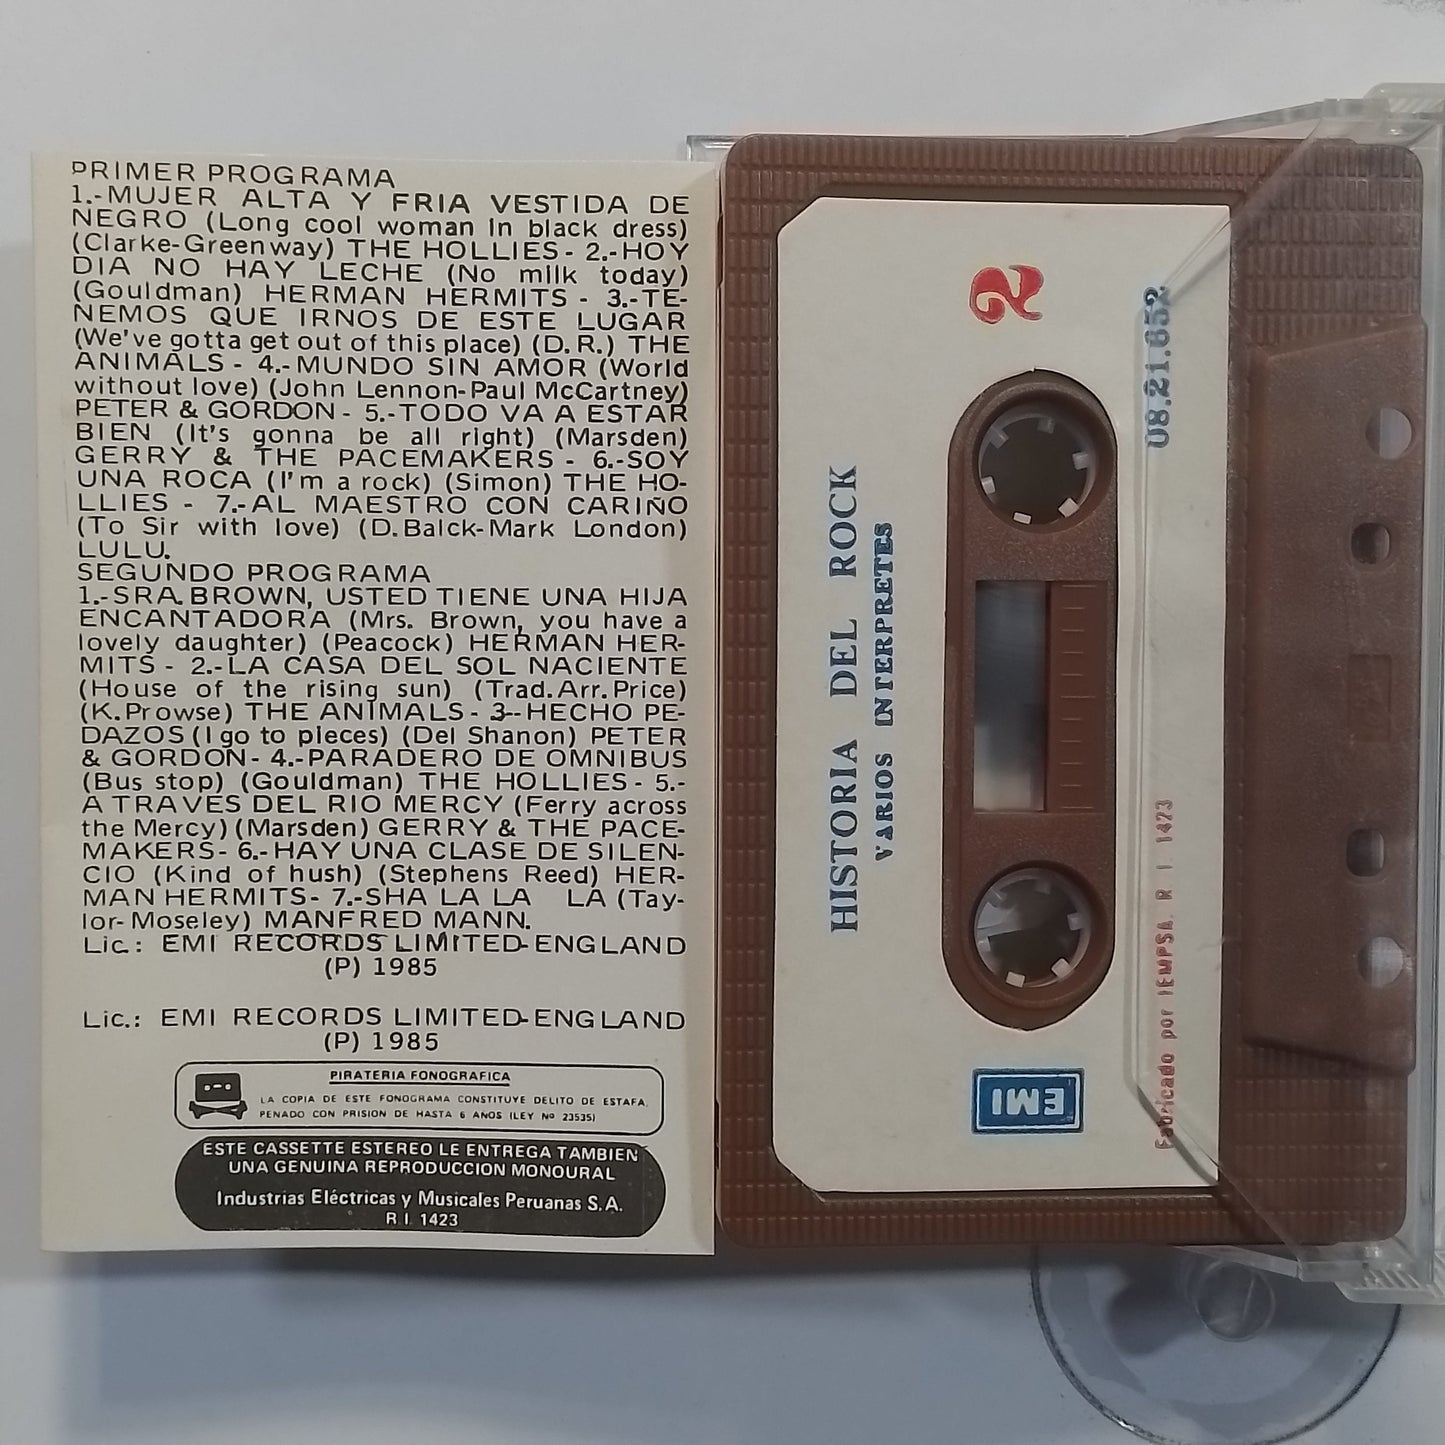 PRIMER PROGRAMA
1.-MUJER ALTA Y FRIA VESTIDA DE
NEGRO (Long cool woman In black dress)
(Clarke-Greenway) THE HOLLIES - 2.-HOY
DIA NO HAY LECHE (No milk today)
(Gouldman) HERMAN HERMITS - 3.-TE-
NEMOS QUE IRNOS DE ESTE LUGAR
(We've gotta get out of this place) (D.R.) THE
ANIMALS - 4.-MUNDO SIN AMOR (World
without love) (John Lennon-Paul McCartney)
PETER & GORDON - 5.-TODO VA A ESTAR
BIEN (It's gonna be all right) (Marsden)
GERRY & THE PACEMAKERS - 6.-SOY
UNA ROCA (I'm a rock) (Simon) THE HO-
LLIES - 7.-AL MAESTRO CON CARIÑO
(To Sir with love) (D.Balck-Mark London)
LULU.
SEGUNDO PROGRAMA
1.-SRA. BROWN, USTED TIENE UNA HIJA
ENCANTADORA (Mrs. Brown, you have a
lovely daughter) (Peacock) HERMAN HER-
MITS - 2.-LA CASA DEL SOL NACIENTE
(House of the rising sun) (Trad.Arr.Price)
(K.Prowse) THE ANIMALS - 3--HECHO PE-
DAZOS (I go to pieces) (Del Shanon) PETER
& GORDON- 4.-PARADERO DE OMNIBUS
(Bus stop) (Gouldman) THE HOLLIES - 5.-
A TRAVES DEL RIO MERCY (Ferry across
the Mercy) (Marsden) GERRY & THE PACE-
MAKERS- 6.-HAY UNA CLASE DE SILEN-
CIO (Kind of hush) (Stephens Reed) HER-
MAN HERMITS- 7.-SHA LA LA LA (Tay-
lor-Moseley) MANFRED MANN.
Lic.: EMI RECORDS LIMITED-ENGLAND
(P) 1985
Lic.: EMI RECORDS LIMITED-ENGLAND
(P) 1985
PIRATERIA FONOGRAFICA
LA COPIA DE ESTE FONOGRAMA CONSTITUYE DELITO DE ESTAFA,
PENADO CON PRISION DE HASTA 6 AÑOS (LEY Nº 23535)
ESTE CASSETTE ESTEREO LE ENTREGA TAMBIEN
UNA GENUINA REPRODUCCION MONOURAL
Industrias Eléctricas y Musicales Peruanas S.A.
R I. 1423
2
08.21.652
HISTORIA DEL ROCK
VARIOS INTERPRETES
EMI
Fabricado por IEMPSA. R I. 1423